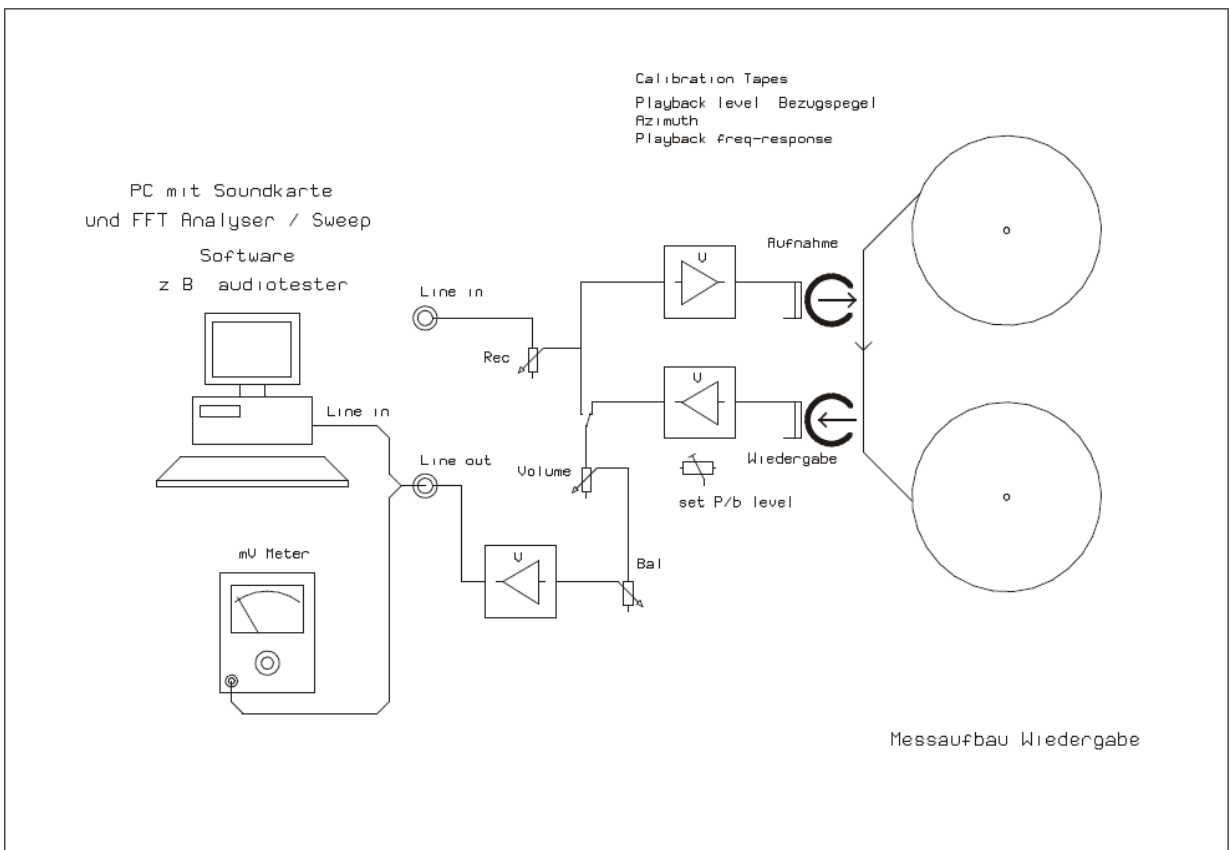 Calibration Tapes
Playback level Bezugspegel
Azimuth
Playback freq-response
PC mit Soundkarte
und FFT Analyser / Sweep
Software
z B audiotester
Aufnahme
V
Line in
Rec
V
Line in
Line out
Volume
Wiedergabe
set P/b level
mV Meter
V
Bal
Messaufbau Wiedergabe